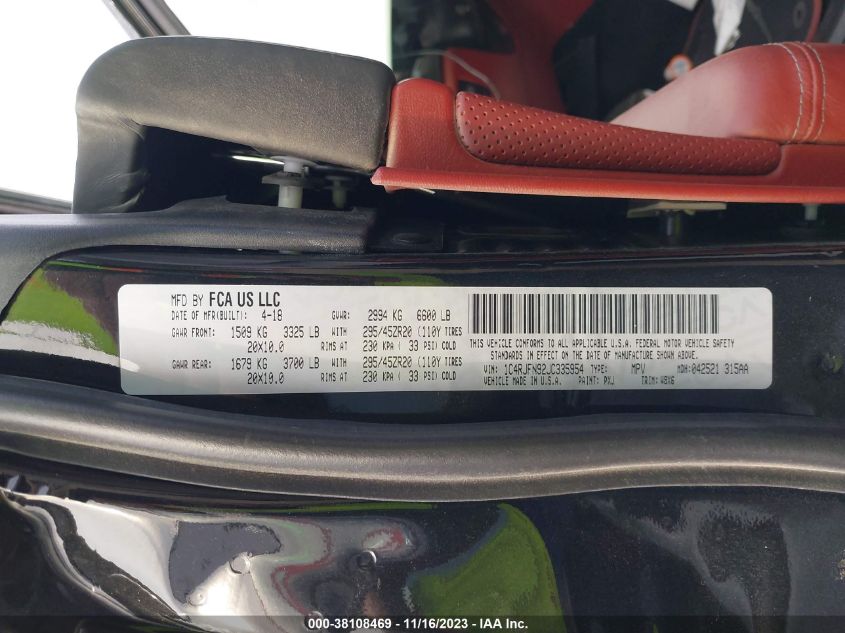 MFD BY FCA US LLC
DATE OF MFR(BUILT): 4-18 GVWR: 2994 KG 6600 LB
GAWR FRONT: 1509 KG 3325 LB WITH 295/45ZR20 (110Y TIRES
20X10.0 RIMS AT 230 KPA ( 33 PSI) COLD
GAWR REAR: 1679 KG 3700 LB WITH 295/45ZR20 (110Y TIRES
20X19.0 RIMS AT 230 KPA ( 33 PSI) COLD
THIS VEHICLE CONFORMS TO ALL APPLICABLE U.S.A. FEDERAL MOTOR VEHICLE SAFETY
STANDARDS IN EFFECT ON THE DATE OF MANUFACTURE SHOWN ABOVE.
VIN: 1C4RJFN92JC335954 TYPE: MPV MDH: 042521 315AA
VEHICLE MADE IN U.S.A. PAINT: PXJ TRIM: W8X6
000-38108469 - 11/16/2023 - IAA Inc.